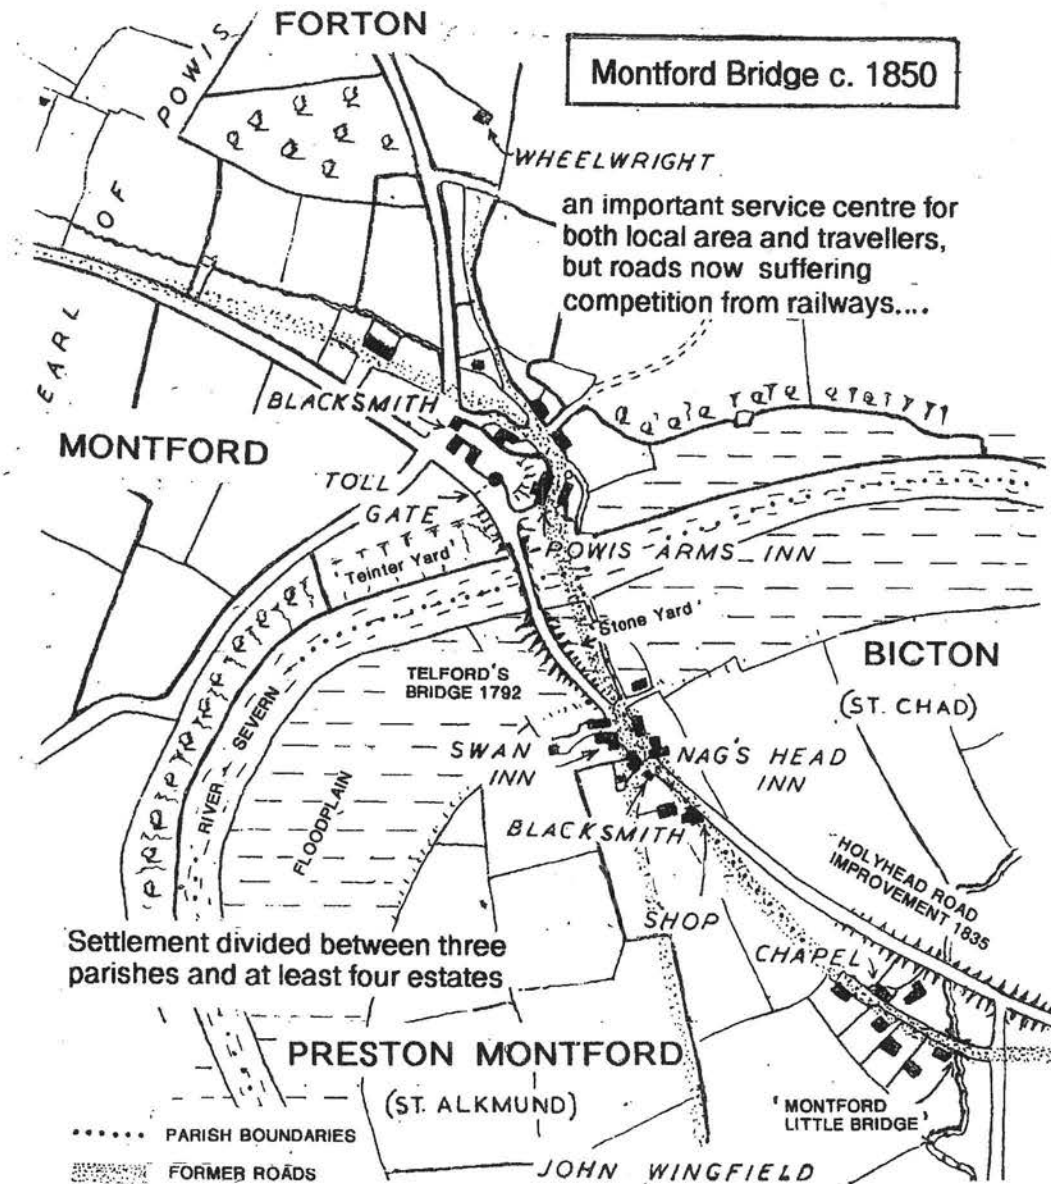 FORTON
Montford Bridge c. 1850
POWIS
OF
EARL
WHEELWRIGHT
an important service centre for
both local area and travellers,
but roads now suffering
competition from railways....
BLACKSMITH
MONTFORD
TOLL
GATE
'Teinter Yard'
POWIS ARMS INN
'Stone Yard'
TELFORD'S
BRIDGE 1792
BICTON
(ST. CHAD)
RIVER SEVERN
FLOODPLAIN
SWAN
INN
NAG'S HEAD
INN
BLACKSMITH
SHOP
HOLYHEAD ROAD
IMPROVEMENT 1835
CHAPEL
Settlement divided between three
parishes and at least four estates
PRESTON MONTFORD
(ST. ALKMUND)
'MONTFORD
LITTLE BRIDGE'
PARISH BOUNDARIES
FORMER ROADS
JOHN WINGFIELD